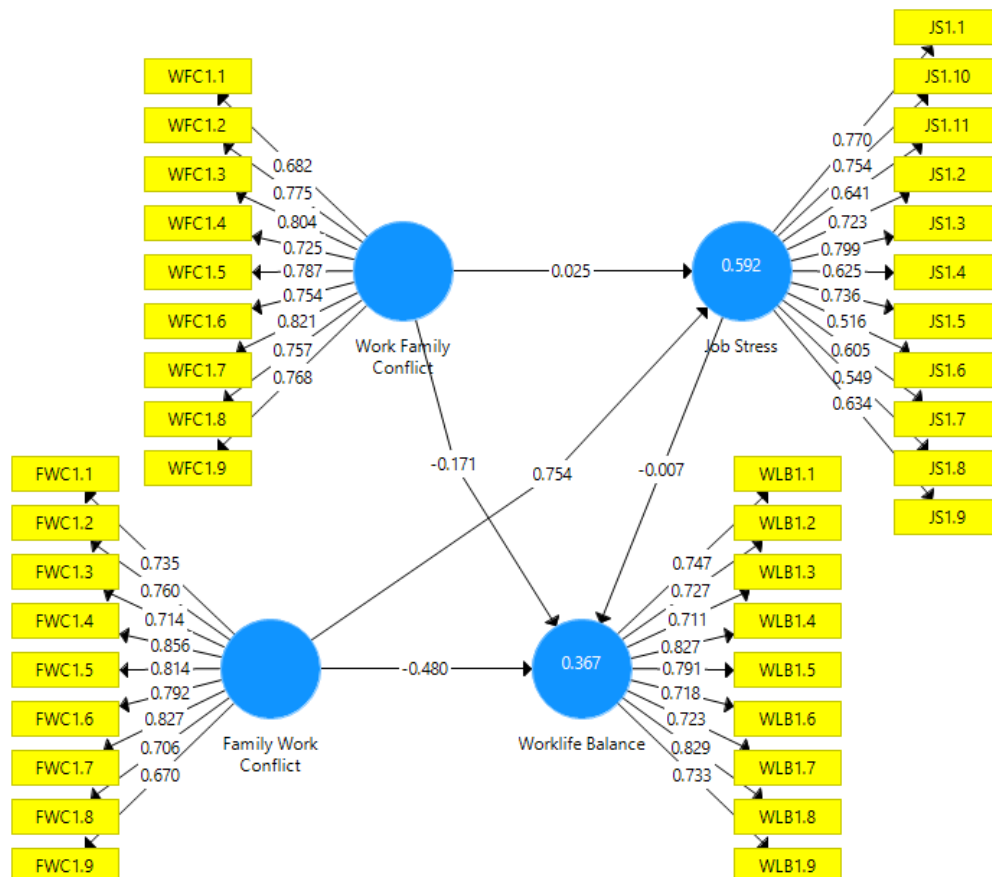 JS1.1
WFC1.1
JS1.10
WFC1.2
JS1.11
WFC1.3
JS1.2
WFC1.4
JS1.3
WFC1.5
JS1.4
WFC1.6
JS1.5
WFC1.7
JS1.6
WFC1.8
JS1.7
WFC1.9
JS1.8
JS1.9
0.682
0.775
0.804
0.725
0.787
0.754
0.821
0.757
0.768
Work Family
Conflict
0.025
0.592
Job Stress
0.770
0.754
0.641
0.723
0.799
0.625
0.736
0.516
0.605
0.549
0.634
-0.171
0.754
-0.007
FWC1.1
FWC1.2
FWC1.3
FWC1.4
FWC1.5
FWC1.6
FWC1.7
FWC1.8
FWC1.9
0.735
0.760
0.714
0.856
0.814
0.792
0.827
0.706
0.670
Family Work
Conflict
-0.480
0.367
Worklife Balance
0.747
0.727
0.711
0.827
0.791
0.718
0.723
0.829
0.733
WLB1.1
WLB1.2
WLB1.3
WLB1.4
WLB1.5
WLB1.6
WLB1.7
WLB1.8
WLB1.9